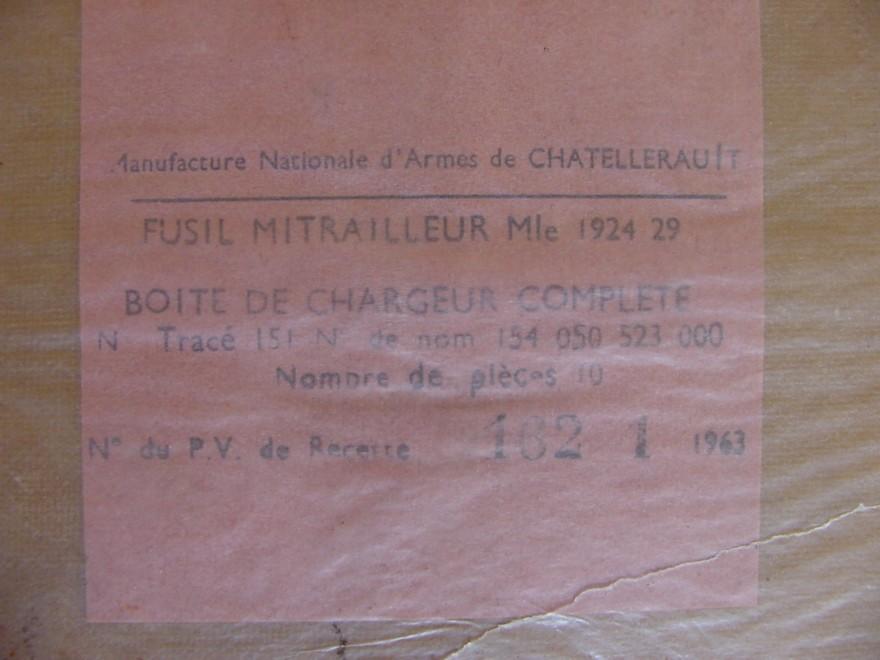 Manufacture Nationale d'Armes de CHATELLERAULT
FUSIL MITRAILLEUR Mle 1924 29
BOITE DE CHARGEUR COMPLETE
N° Tracé 151 N° de nom 154 050 523 000
Nombre de pièces 10
N° du P.V. de Recette 162 1 1963